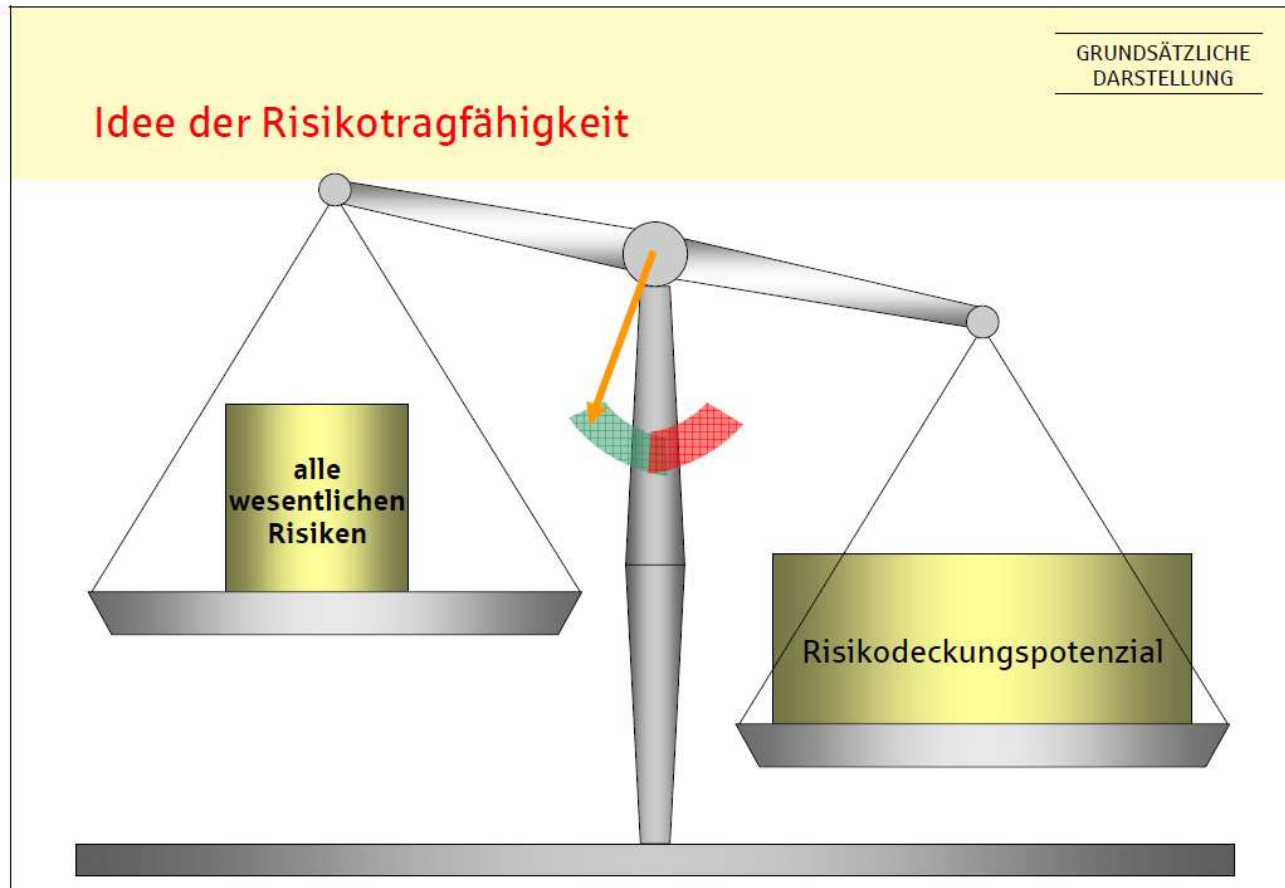 GRUNDSÄTZLICHE
DARSTELLUNG
Idee der Risikotragfähigkeit
alle
wesentlichen
Risiken
Risikodeckungspotenzial